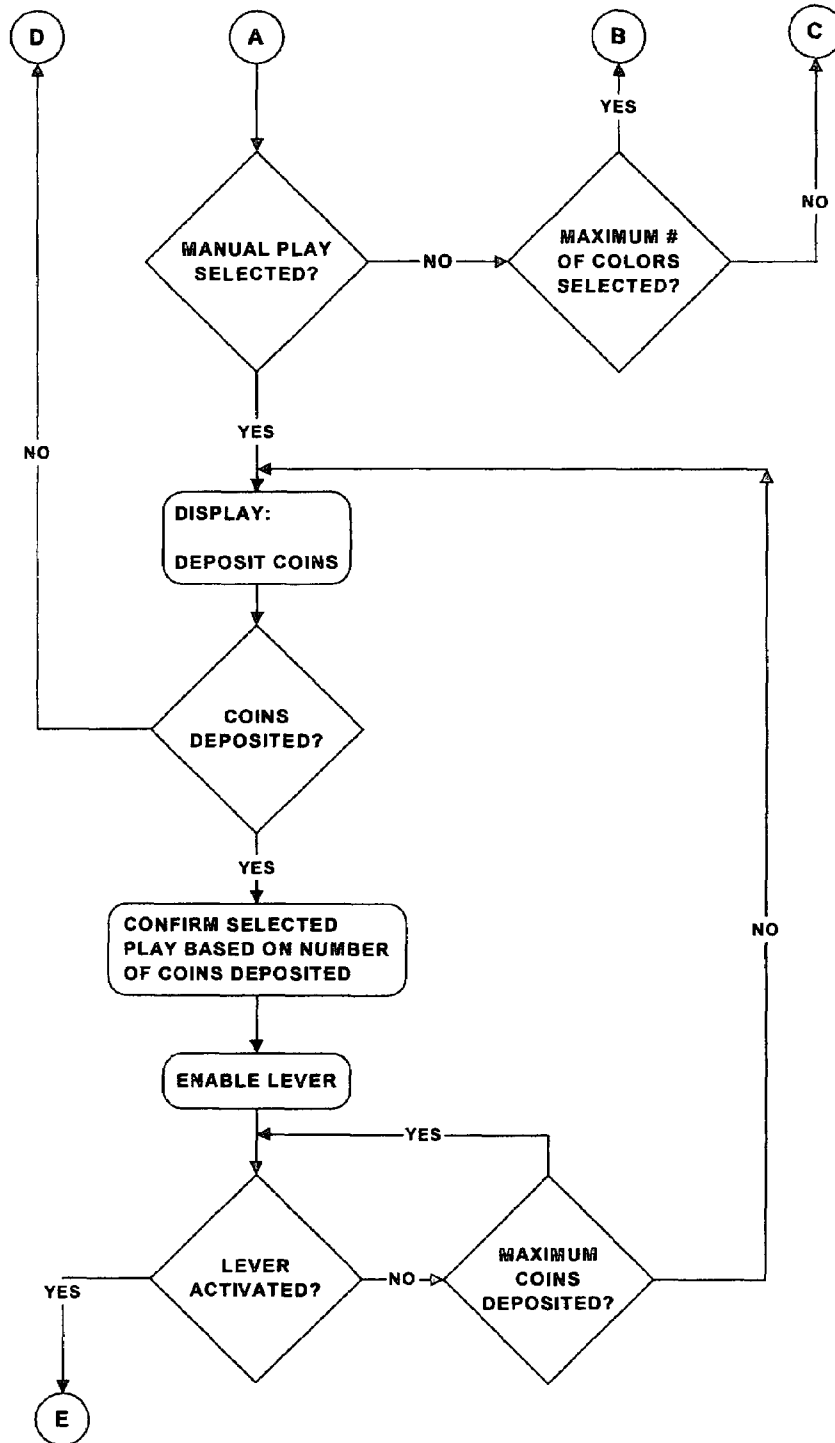 D
A
B
C
YES
MANUAL PLAY
SELECTED?
NO
MAXIMUM #
OF COLORS
SELECTED?
NO
YES
NO
DISPLAY:
DEPOSIT COINS
COINS
DEPOSITED?
YES
CONFIRM SELECTED
PLAY BASED ON NUMBER
OF COINS DEPOSITED
NO
ENABLE LEVER
YES
LEVER
ACTIVATED?
NO
MAXIMUM
COINS
DEPOSITED?
YES
E